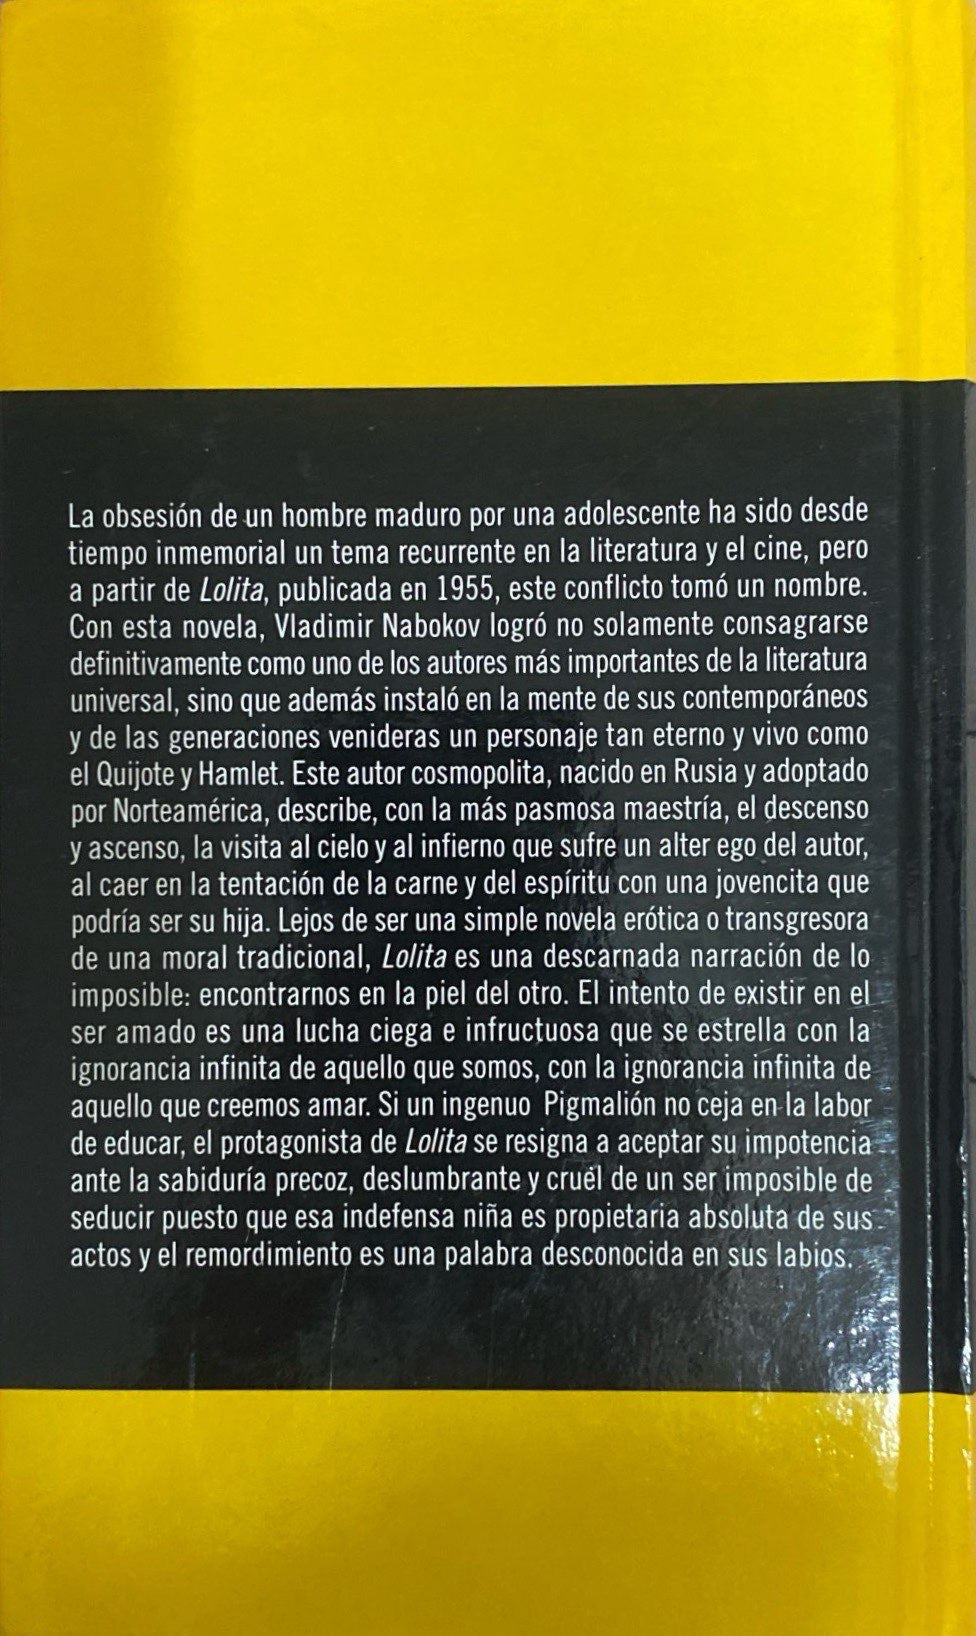 La obsesión de un hombre maduro por una adolescente ha sido desde
tiempo inmemorial un tema recurrente en la literatura y el cine, pero
a partir de Lolita, publicada en 1955, este conflicto tomó un nombre.
Con esta novela, Vladimir Nabokov logró no solamente consagrarse
definitivamente como uno de los autores más importantes de la literatura
universal, sino que además instaló en la mente de sus contemporáneos
y de las generaciones venideras un personaje tan eterno y vivo como
el Quijote y Hamlet. Este autor cosmopolita, nacido en Rusia y adoptado
por Norteamérica, describe, con la más pasmosa maestría, el descenso
y ascenso, la visita al cielo y al infierno que sufre un alter ego del autor,
al caer en la tentación de la carne y del espíritu con una jovencita que
podría ser su hija. Lejos de ser una simple novela erótica o transgresora
de una moral tradicional, Lolita es una descarnada narración de lo
imposible: encontrarnos en la piel del otro. El intento de existir en el
ser amado es una lucha ciega e infructuosa que se estrella con la
ignorancia infinita de aquello que somos, con la ignorancia infinita de
aquello que creemos amar. Si un ingenuo Pigmalión no ceja en la labor
de educar, el protagonista de Lolita se resigna a aceptar su impotencia
ante la sabiduría precoz, deslumbrante y cruel de un ser imposible de
seducir puesto que esa indefensa niña es propietaria absoluta de sus
actos y el remordimiento es una palabra desconocida en sus labios.